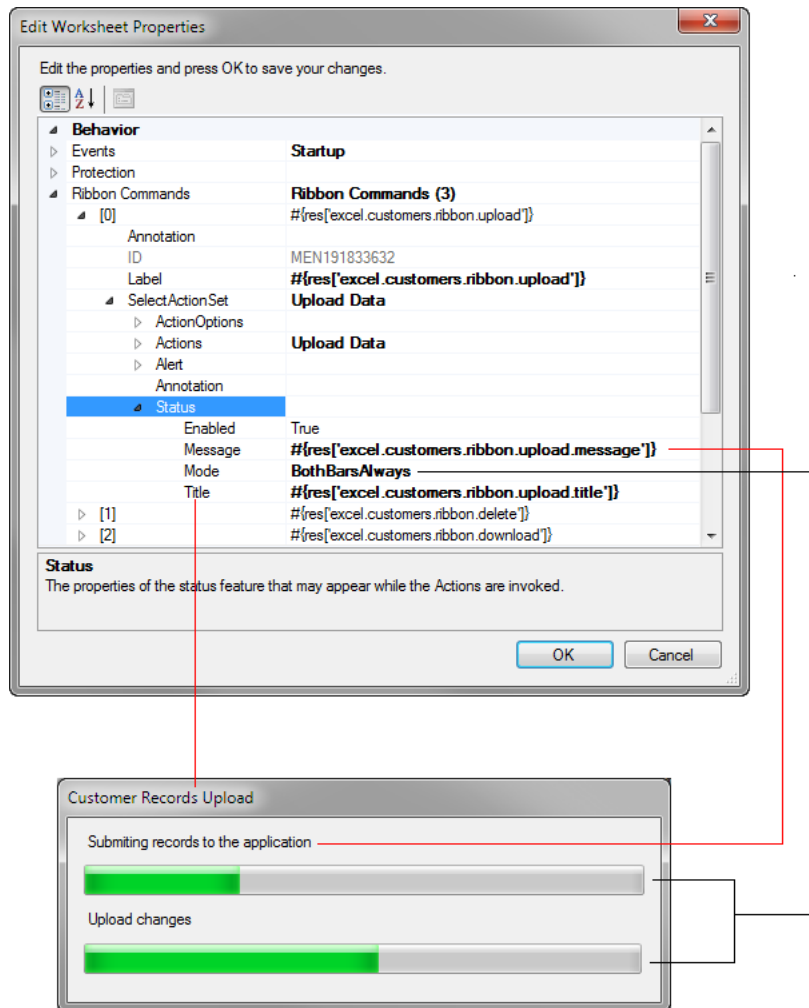 Edit Worksheet Properties
Edit the properties and press OK to save your changes.
Behavior
Events Startup
Protection
Ribbon Commands Ribbon Commands (3)
[0] #{res['excel.customers.ribbon.upload']}
Annotation
ID MEN191833632
Label #{res['excel.customers.ribbon.upload']}
SelectActionSet Upload Data
ActionOptions
Actions Upload Data
Alert
Annotation
Status
Enabled True
Message #{res['excel.customers.ribbon.upload.message']}
Mode BothBarsAlways
Title #{res['excel.customers.ribbon.upload.title']}
[1] #{res['excel.customers.ribbon.delete']}
[2] #{res['excel.customers.ribbon.download']}
Status
The properties of the status feature that may appear while the Actions are invoked.
OK Cancel
Customer Records Upload
Submiting records to the application
Upload changes